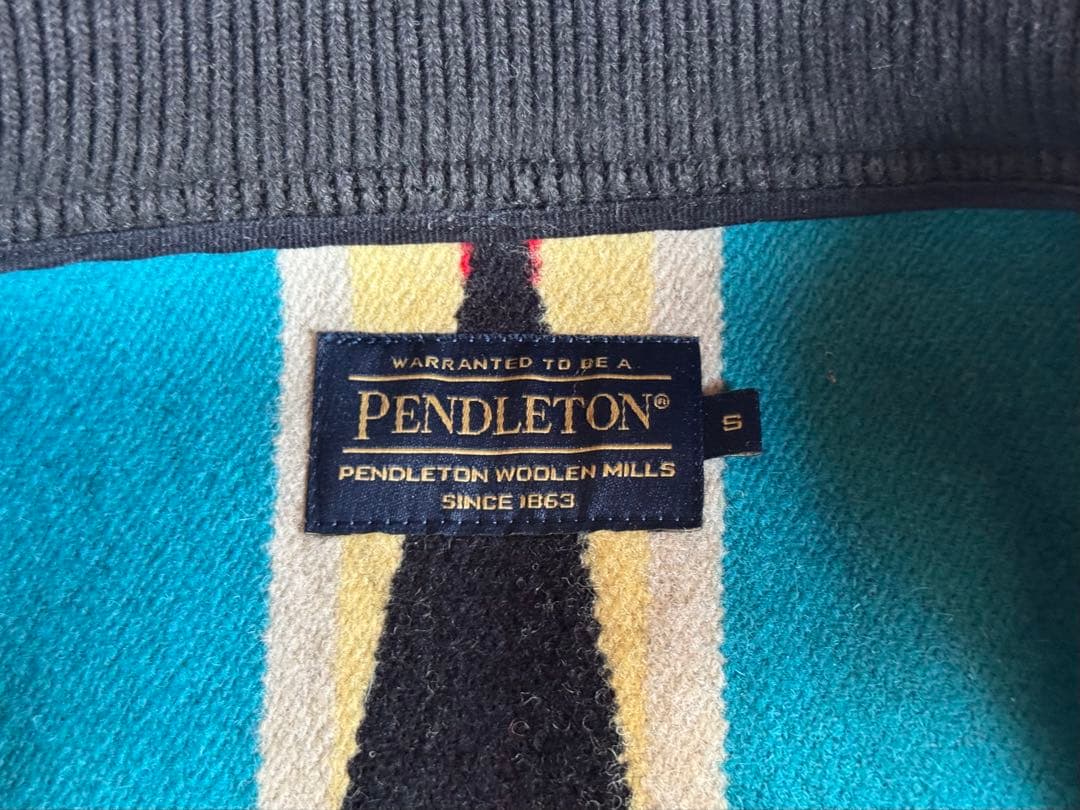 WARRANTED TO BE A
PENDLETON®
PENDLETON WOOLEN MILLS
SINCE 1863
S